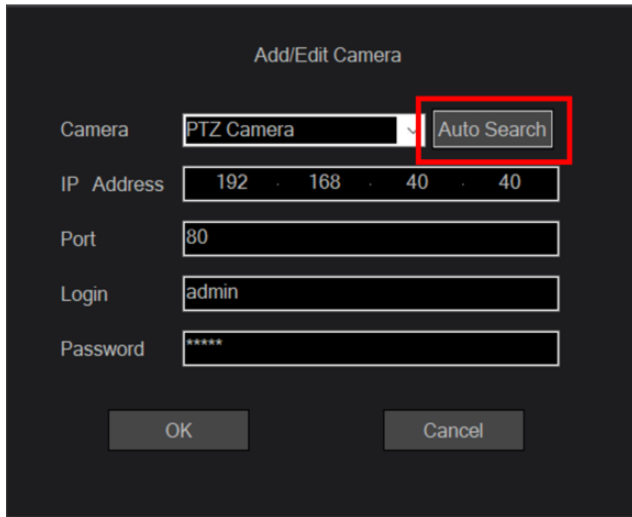 Add/Edit Camera
Camera PTZ Camera Auto Search
IP Address 192 . 168 . 40 . 40
Port 80
Login admin
Password *****
OK Cancel